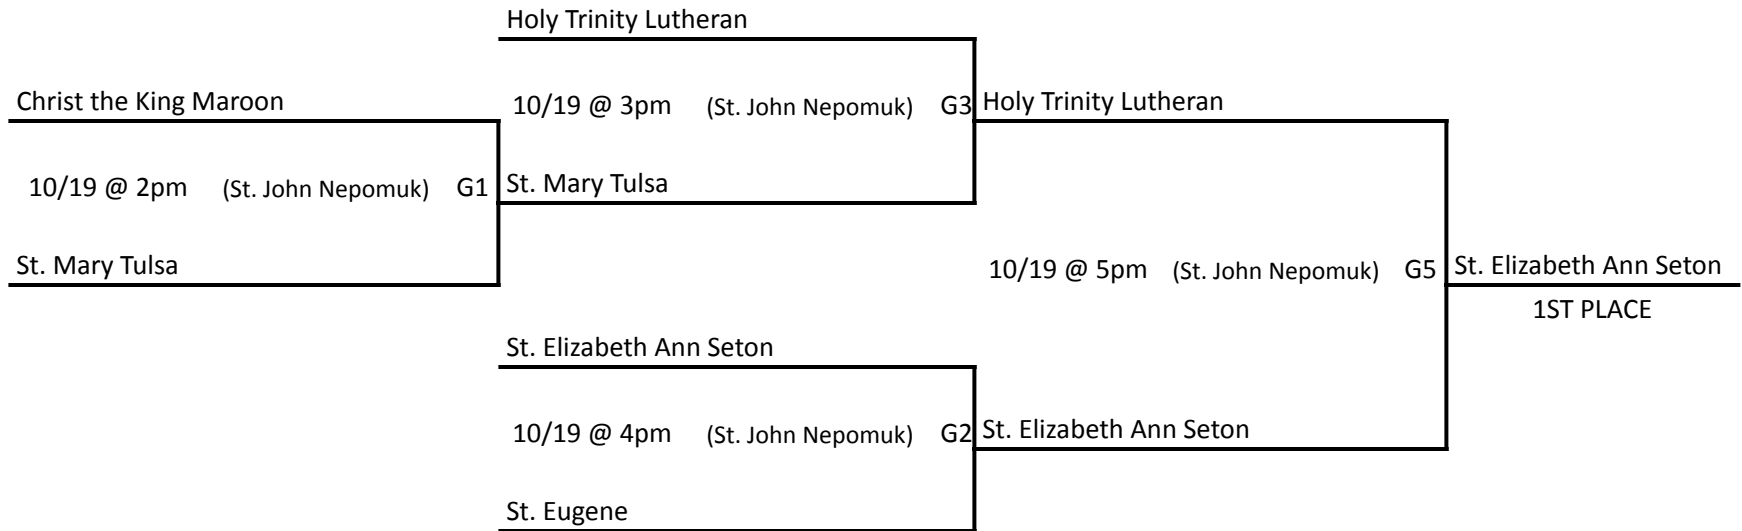 Holy Trinity Lutheran
Christ the King Maroon
10/19 @ 3pm (St. John Nepomuk) G3
Holy Trinity Lutheran
10/19 @ 2pm (St. John Nepomuk) G1
St. Mary Tulsa
St. Mary Tulsa
10/19 @ 5pm (St. John Nepomuk) G5
St. Elizabeth Ann Seton
1ST PLACE
St. Elizabeth Ann Seton
10/19 @ 4pm (St. John Nepomuk) G2
St. Elizabeth Ann Seton
St. Eugene